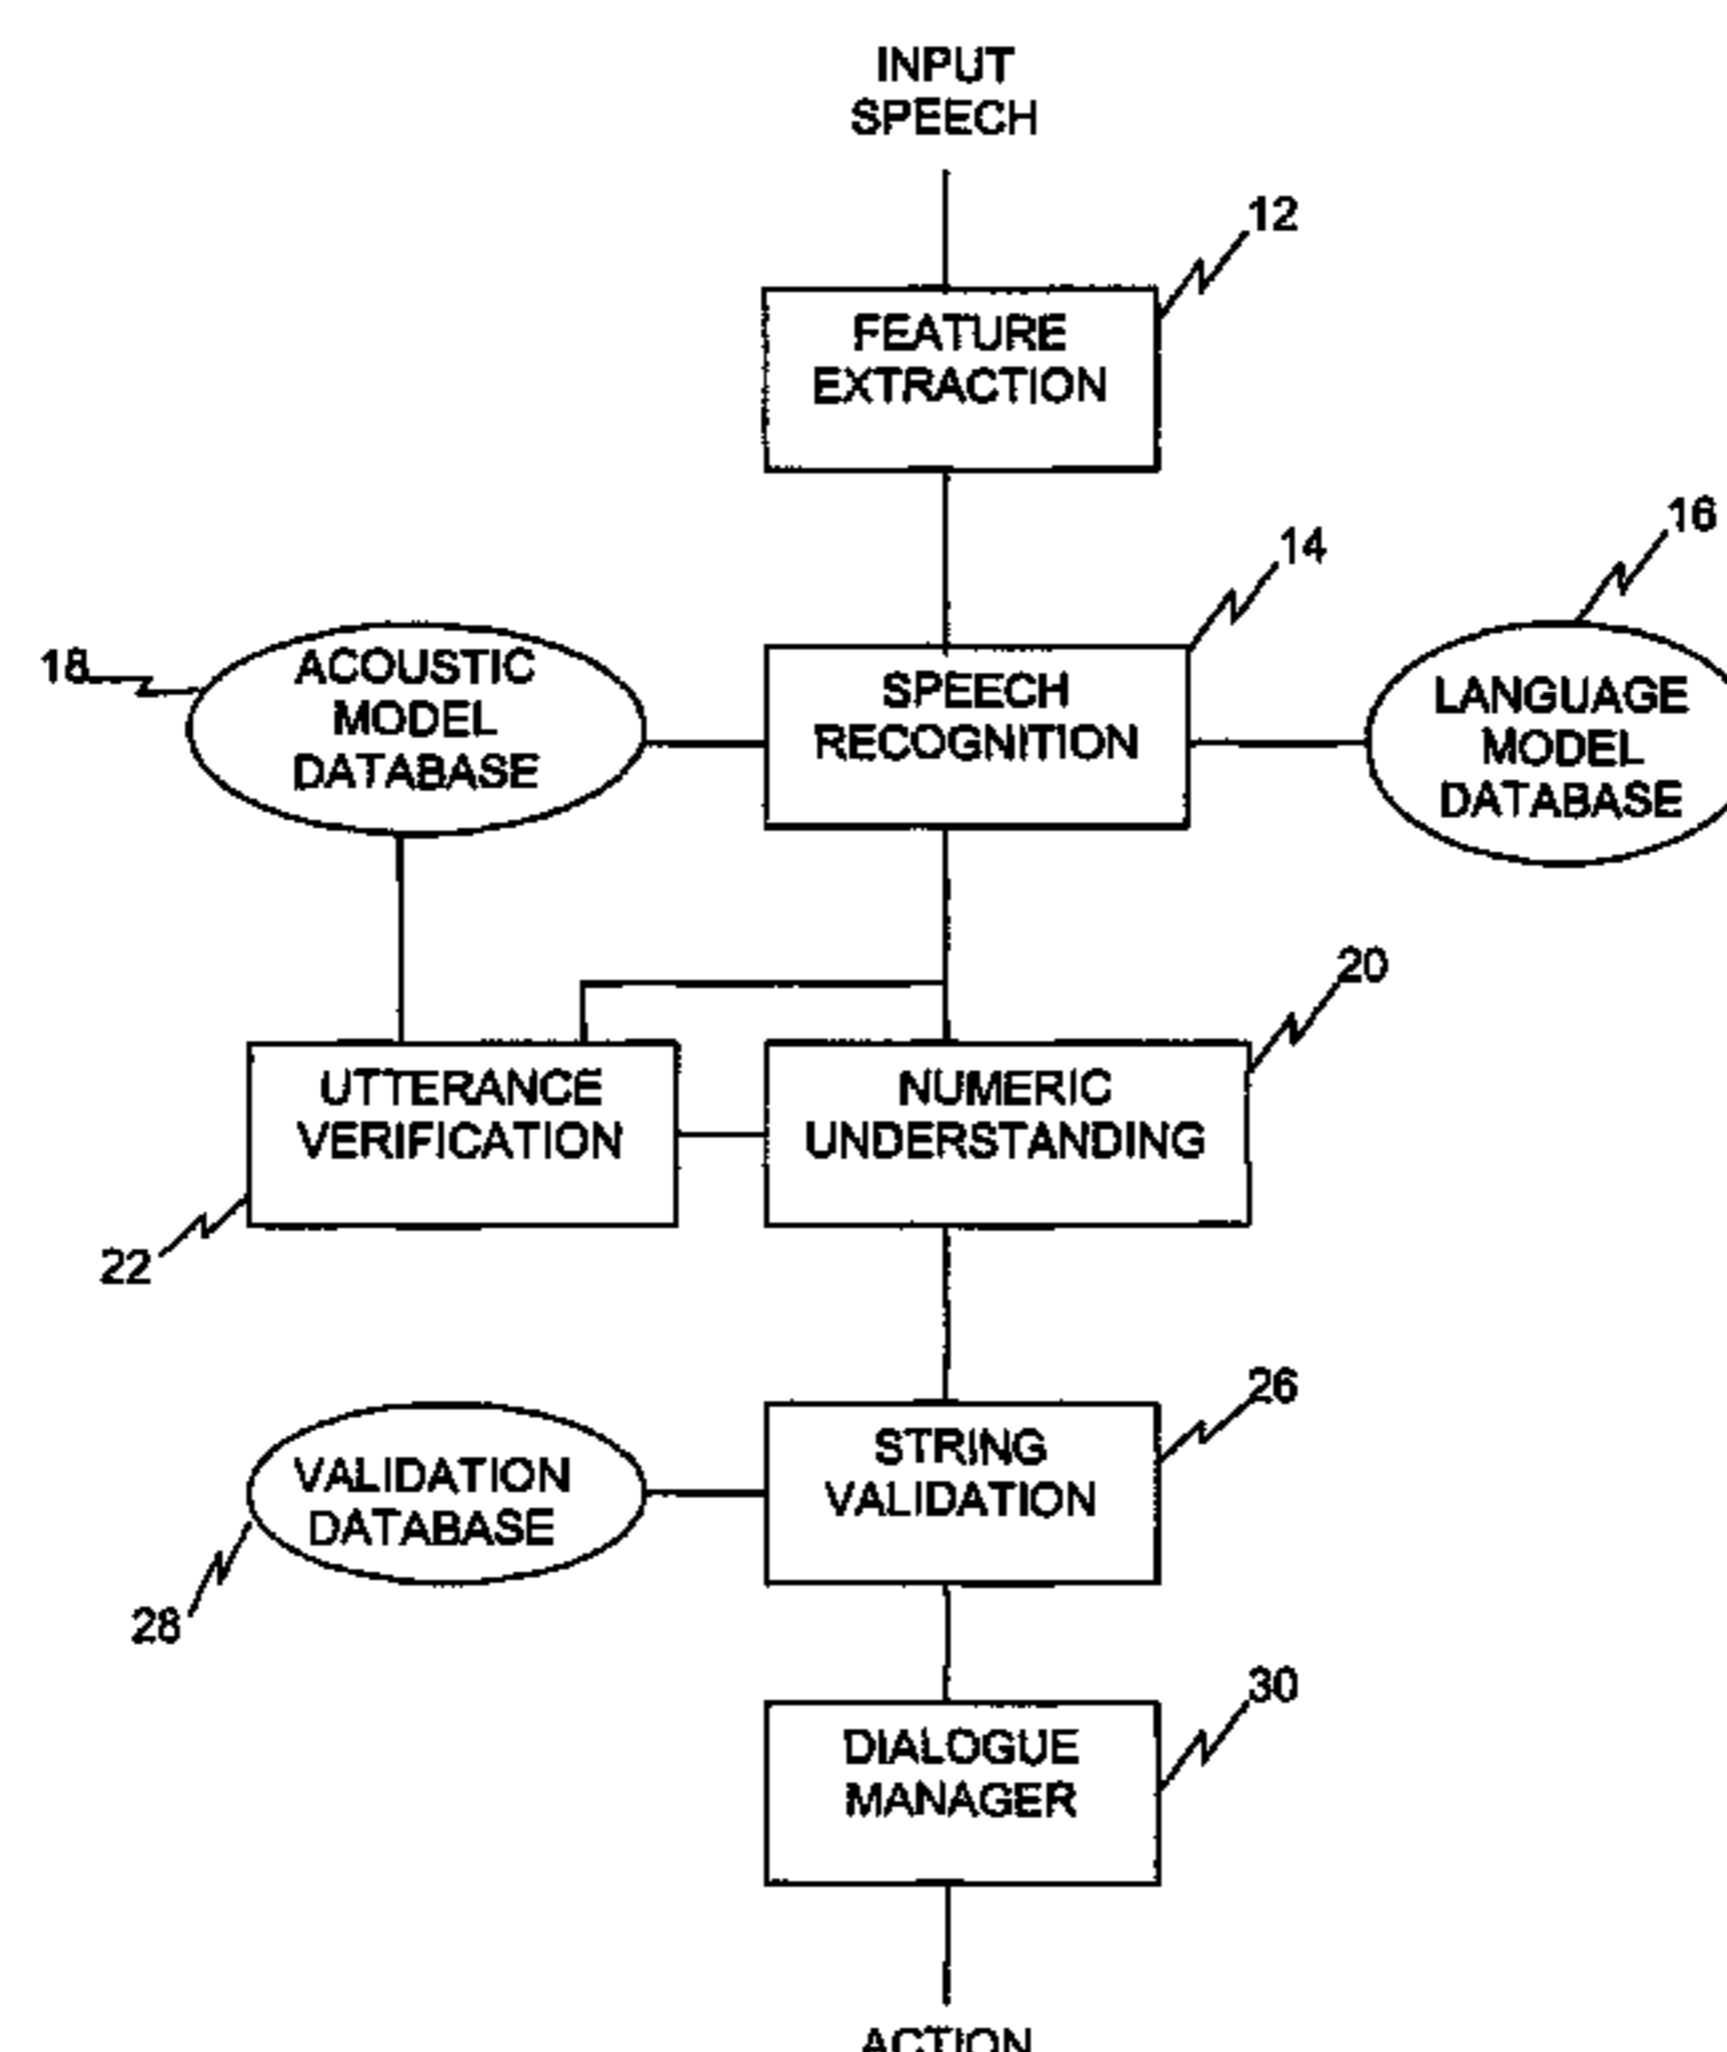 INPUT
SPEECH
12
FEATURE
EXTRACTION
14
16
18
ACOUSTIC
MODEL
DATABASE
SPEECH
RECOGNITION
LANGUAGE
MODEL
DATABASE
20
UTTERANCE
VERIFICATION
NUMERIC
UNDERSTANDING
22
26
VALIDATION
DATABASE
STRING
VALIDATION
28
30
DIALOGUE
MANAGER
ACTION